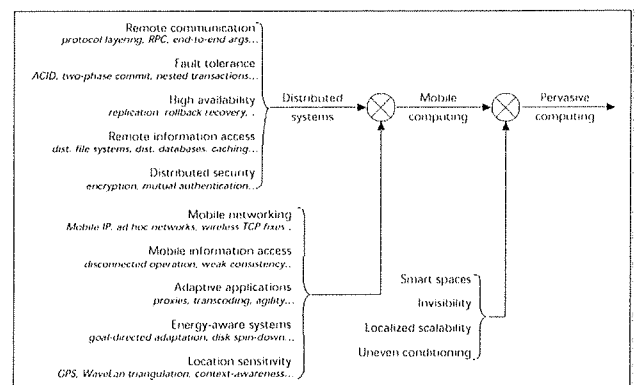 Remote communication
protocol layering, RPC, end-to-end args...
Fault tolerance
ACID, two-phase commit, nested transactions...
High availability
replication, rollback recovery, . .
Remote information access
dist. file systems, dist. databases, caching...
Distributed security
encryption, mutual authentication...
Distributed
systems
Mobile
computing
Pervasive
computing
Mobile networking
Mobile IP, ad hoc networks, wireless TCP fixes . .
Mobile information access
disconnected operation, weak consistency. .
Adaptive applications
proxies, transcoding, agility...
Energy-aware systems
goal-directed adaptation, disk spin-down...
Location sensitivity
GPS, WaveLan triangulation, context-awareness...
Smart spaces
Invisibility
Localized scalability
Uneven conditioning